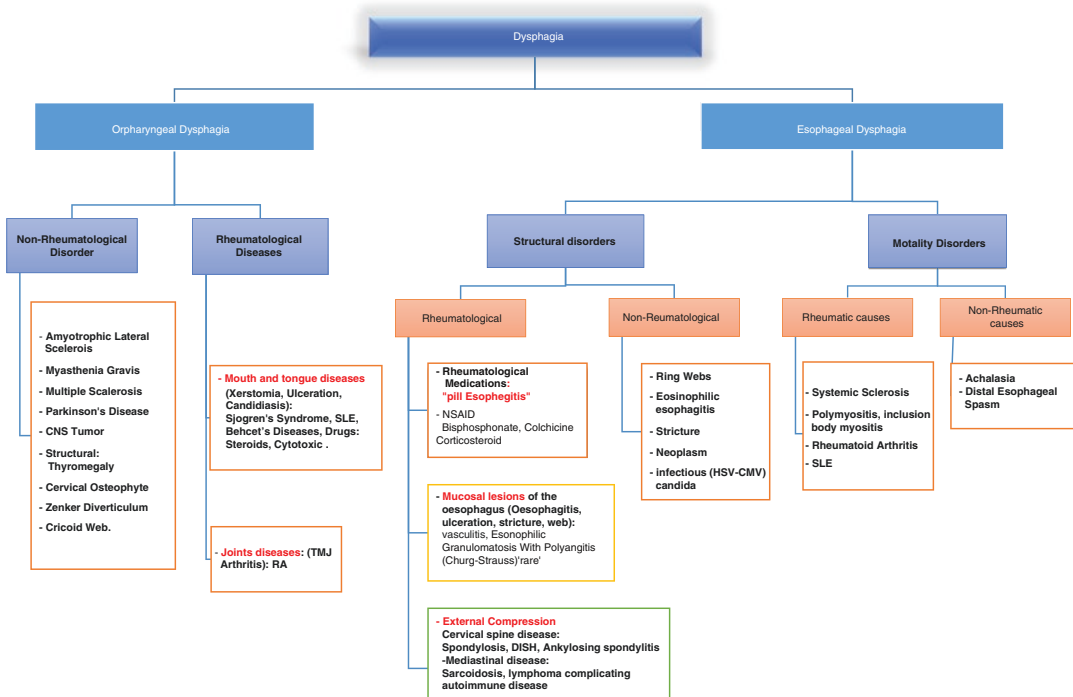 Dysphagia
Orpharyngeal Dysphagia
Esophageal Dysphagia
Non-Rheumatological
Disorder
Rheumatological
Diseases
Structural disorders
Motality Disorders
Rheumatological
Non-Reumatological
Rheumatic causes
Non-Rheumatic
causes
- Amyotrophic Lateral
Scelerois
- Myasthenia Gravis
- Multiple Scalerosis
- Parkinson's Disease
- CNS Tumor
- Structural:
Thyromegaly
- Cervical Osteophyte
- Zenker Diverticulum
- Cricoid Web.
- Mouth and tongue diseases
(Xerstomia, Ulceration,
Candidiasis):
Sjogren's Syndrome, SLE,
Behcet's Diseases, Drugs:
Steroids, Cytotoxic .
- Joints diseases: (TMJ
Arthritis): RA
- Rheumatological
Medications:
"pill Esophegitis"
- NSAID
Bisphosphonate, Colchicine
Corticosteroid
- Mucosal lesions of the
oesophagus (Oesophagitis,
ulceration, stricture, web):
vasculitis, Esonophilic
Granulomatosis With Polyangitis
(Churg-Strauss)'rare'
- External Compression
Cervical spine disease:
Spondylosis, DISH, Ankylosing spondylitis
-Mediastinal disease:
Sarcoidosis, lymphoma complicating
autoimmune disease
- Ring Webs
- Eosinophilic
esophagitis
- Stricture
- Neoplasm
- infectious (HSV-CMV)
candida
- Systemic Sclerosis
- Polymyositis, inclusion
body myositis
- Rheumatoid Arthritis
- SLE
- Achalasia
- Distal Esophageal
Spasm